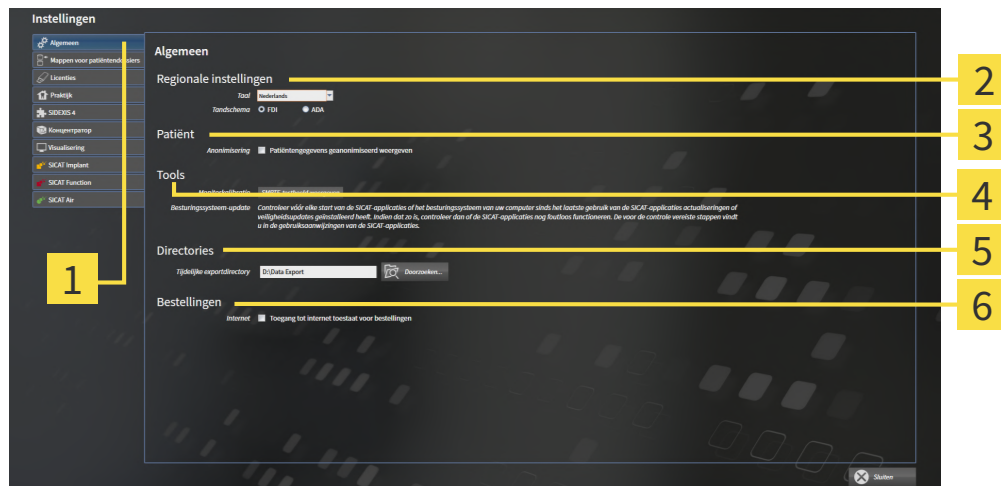 Instellingen
Algemeen
Mappen voor patiëntendossiers
Licenties
Praktijk
SIDEXIS 4
Концентратор
Visualisering
SICAT Implant
SICAT Function
SICAT Air
Algemeen
Regionale instellingen
Taal Nederlands
Tandschema FDI ADA
Patiënt
Anonimisering Patiëntengegevens geanonimiseerd weergeven
Tools
Monitorkalibratie
Besturingssysteem-update Controleer vóór elke start van de SICAT-applicaties of het besturingssysteem van uw computer sinds het laatste gebruik van de SICAT-applicaties actualiseringen of
veiligheidsupdates geïnstalleerd heeft. Indien dat zo is, controleer dan of de SICAT-applicaties nog foutloos functioneren. De voor de controle vereiste stappen vindt
u in de gebruiksaanwijzingen van de SICAT-applicaties.
Directories
Tijdelijke exportdirectory D:\Data Export Doorzoeken...
Bestellingen
Internet Toegang tot internet toestaat voor bestellingen
Sluiten
1
2
3
4
5
6